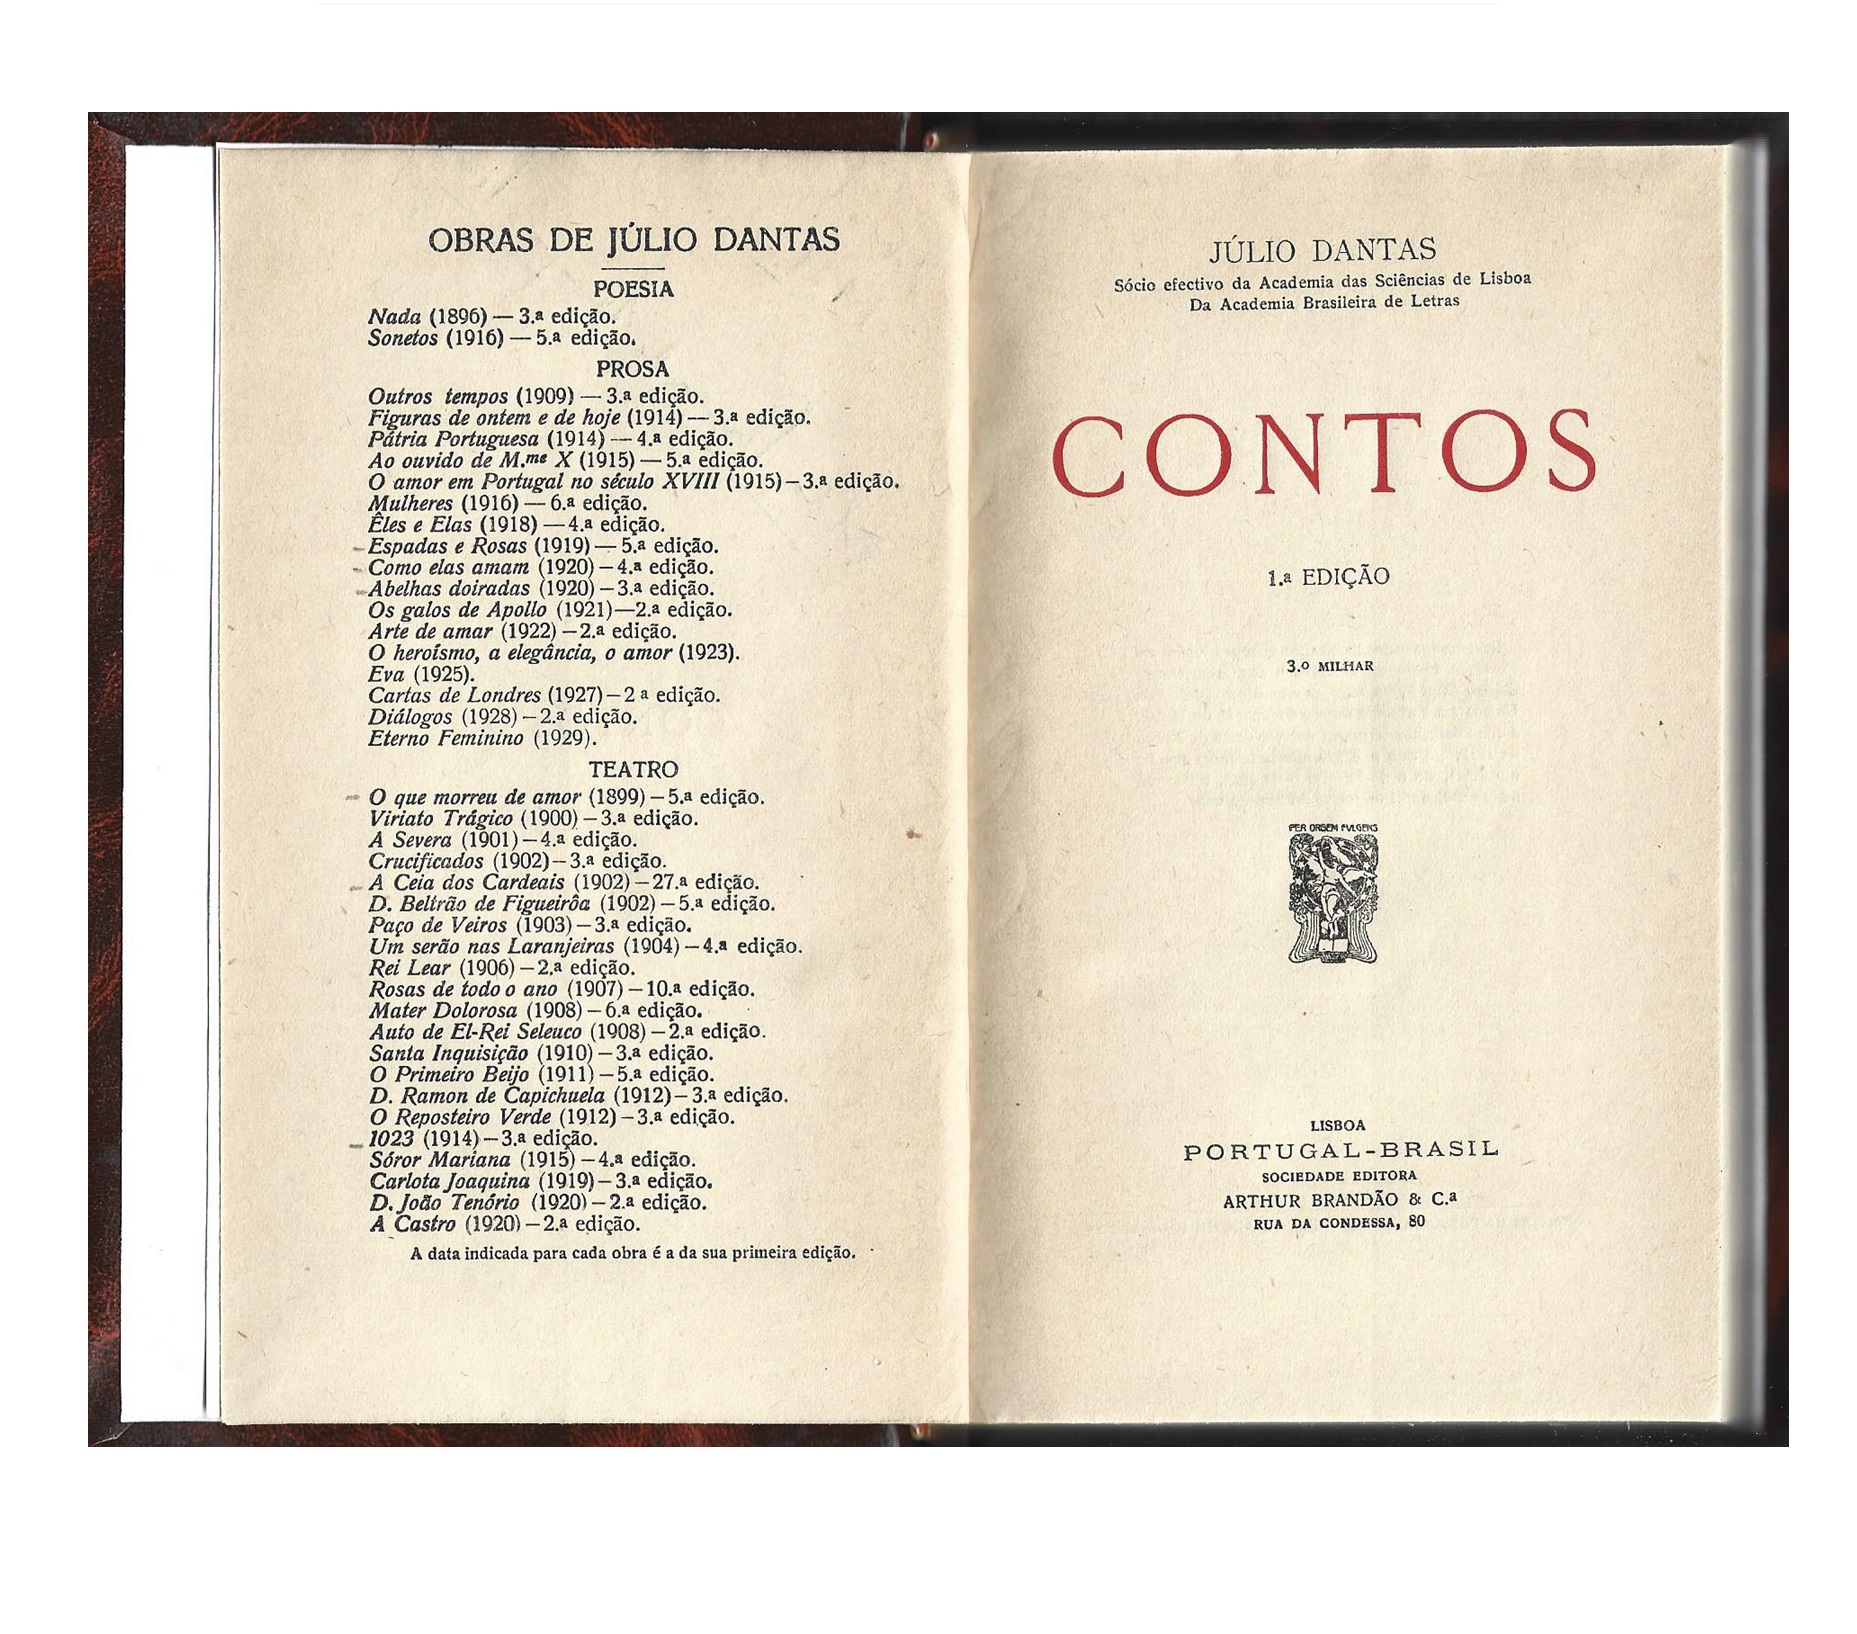 OBRAS DE JÚLIO DANTAS
POESIA
Nada (1896) — 3.ª edição.
Sonetos (1916) — 5.ª edição.
PROSA
Outros tempos (1909) — 3.ª edição.
Figuras de ontem e de hoje (1914) — 3.ª edição.
Pátria Portuguesa (1914) — 4.ª edição.
Ao ouvido de M.me X (1915) — 5.ª edição.
O amor em Portugal no século XVIII (1915) — 3.ª edição.
Mulheres (1916) — 6.ª edição.
Êles e Elas (1918) — 4.ª edição.
Espadas e Rosas (1919) — 5.ª edição.
Como elas amam (1920) — 4.ª edição.
Abelhas doiradas (1920) — 3.ª edição.
Os galos de Apollo (1921) — 2.ª edição.
Arte de amar (1922) — 2.ª edição.
O heroísmo, a elegância, o amor (1923).
Eva (1925).
Cartas de Londres (1927) — 2 ª edição.
Diálogos (1928) — 2.ª edição.
Eterno Feminino (1929).
TEATRO
O que morreu de amor (1899) — 5.ª edição.
Viriato Trágico (1900) — 3.ª edição.
A Severa (1901) — 4.ª edição.
Crucificados (1902) — 3.ª edição.
A Ceia dos Cardeais (1902) — 27.ª edição.
D. Beltrão de Figueirôa (1902) — 5.ª edição.
Paço de Veiros (1903) — 3.ª edição.
Um serão nas Laranjeiras (1904) — 4.ª edição.
Rei Lear (1906) — 2.ª edição.
Rosas de todo o ano (1907) — 10.ª edição.
Mater Dolorosa (1908) — 6.ª edição.
Auto de El-Rei Seleuco (1908) — 2.ª edição.
Santa Inquisição (1910) — 3.ª edição.
O Primeiro Beijo (1911) — 5.ª edição.
D. Ramon de Capichuela (1912) — 3.ª edição.
O Reposteiro Verde (1912) — 3.ª edição.
1023 (1914) — 3.ª edição.
Sóror Mariana (1915) — 4.ª edição.
Carlota Joaquina (1919) — 3.ª edição.
D. João Tenório (1920) — 2.ª edição.
A Castro (1920) — 2.ª edição.
A data indicada para cada obra é a da sua primeira edição.
JÚLIO DANTAS
Sócio efectivo da Academia das Sciências de Lisboa
Da Academia Brasileira de Letras
CONTOS
1.ª EDIÇÃO
3.º MILHAR
PER ORBEM FVLGENS
LISBOA
PORTUGAL-BRASIL
SOCIEDADE EDITORA
ARTHUR BRANDÃO & C.ª
RUA DA CONDESSA, 80